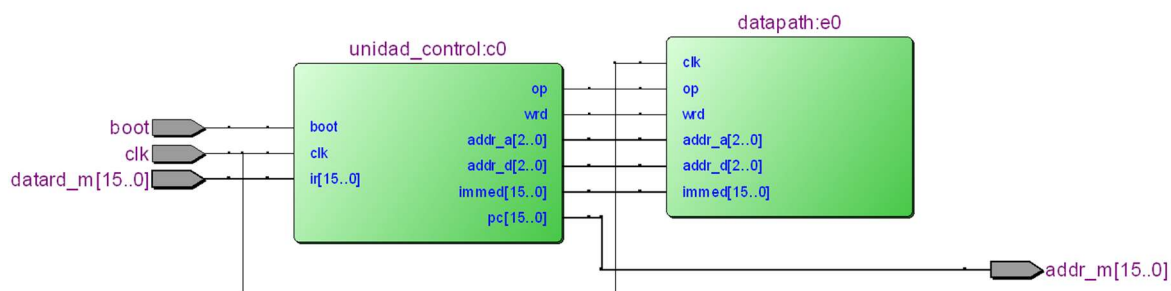 datapath:e0
unidad_control:c0
clk
op
op
wrd
wrd
boot
boot
addr_a[2..0]
addr_a[2..0]
clk
clk
addr_d[2..0]
addr_d[2..0]
datard_m[15..0]
ir[15..0]
immed[15..0]
immed[15..0]
pc[15..0]
addr_m[15..0]